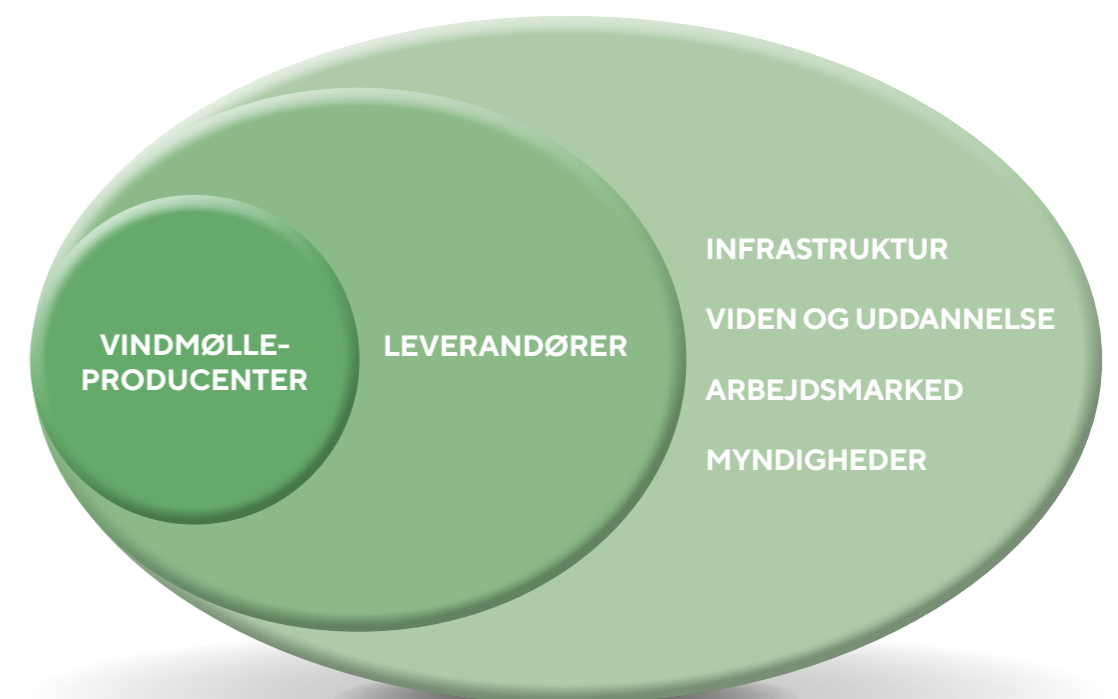 VINDMØLLE-
PRODUCENTER
LEVERANDØRER
INFRASTRUKTUR
VIDEN OG UDDANNELSE
ARBEJDSMARKED
MYNDIGHEDER